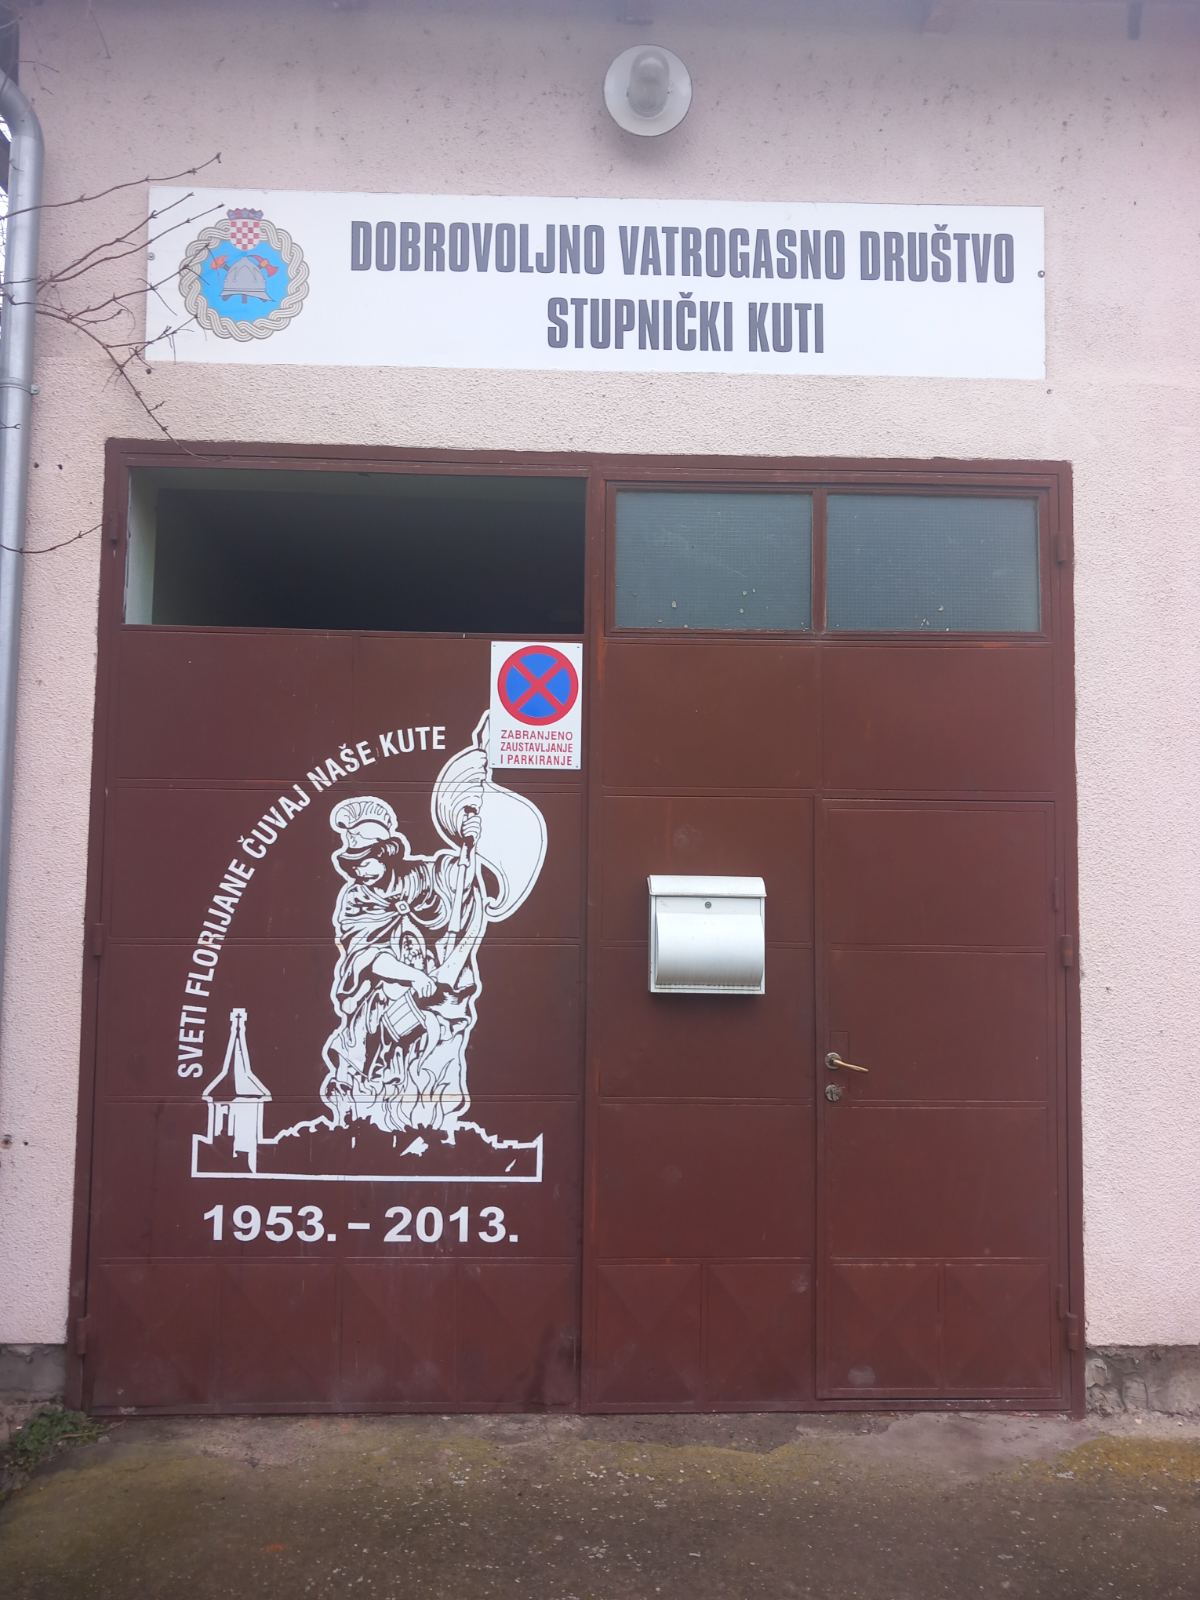 DOBROVOLJNO VATROGASNO DRUŠTVO
STUPNIČKI KUTI
ZABRANJENO
ZAUSTAVLJANJE
I PARKIRANJE
SVETI FLORIJANE ČUVAJ NAŠE KUTE
1953. – 2013.